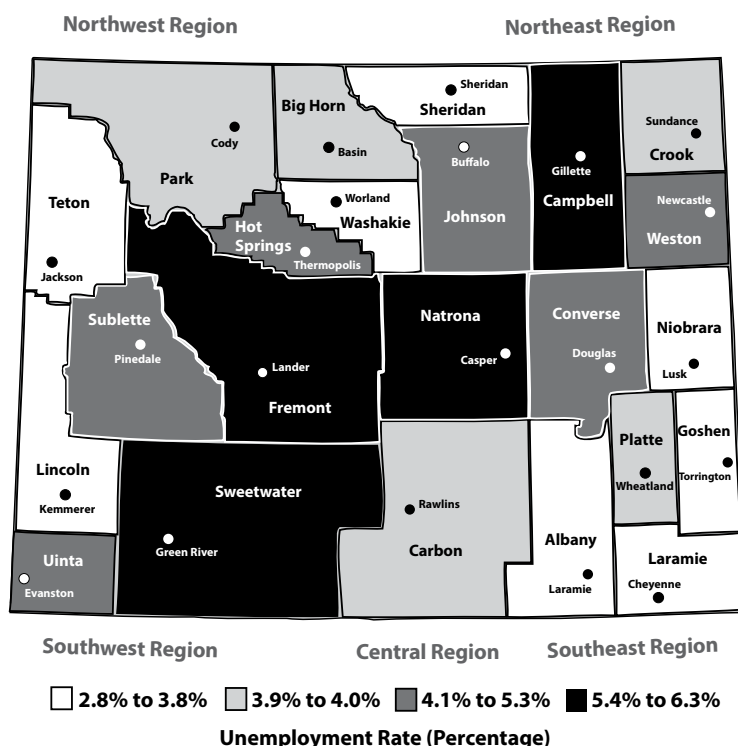 Northwest Region
Northeast Region
Sheridan
Sheridan
Big Horn
Basin
Cody
Park
Sundance
Crook
Buffalo
Johnson
Gillette
Campbell
Newcastle
Weston
Teton
Jackson
Worland
Washakie
Hot
Springs
Thermopolis
Sublette
Pinedale
Lander
Fremont
Natrona
Casper
Converse
Douglas
Niobrara
Lusk
Lincoln
Kemmerer
Sweetwater
Green River
Rawlins
Carbon
Platte
Wheatland
Goshen
Torrington
Uinta
Evanston
Albany
Laramie
Laramie
Cheyenne
Southwest Region
Central Region
Southeast Region
2.8% to 3.8%
3.9% to 4.0%
4.1% to 5.3%
5.4% to 6.3%
Unemployment Rate (Percentage)